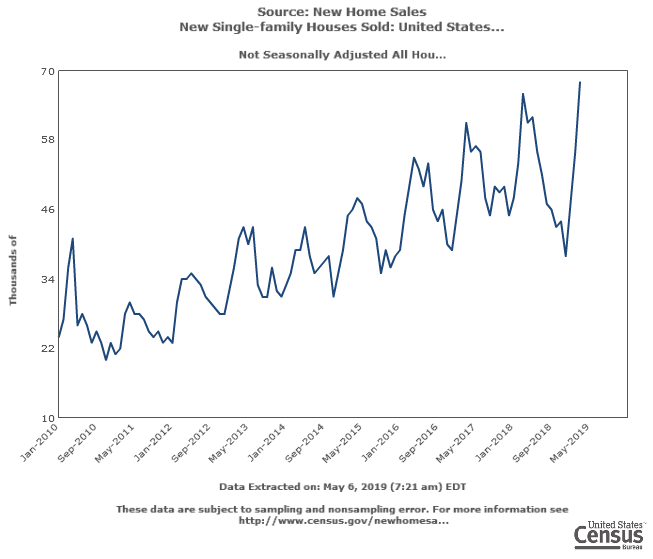 Source: New Home Sales
New Single-family Houses Sold: United States...
Not Seasonally Adjusted All Hou...
70
58
46
34
22
10
Thousands of
Jan-2010
Sep-2010
May-2011
Jan-2012
Sep-2012
May-2013
Jan-2014
Sep-2014
May-2015
Jan-2016
Sep-2016
May-2017
Jan-2018
Sep-2018
May-2019
Data Extracted on: May 6, 2019 (7:21 am) EDT
These data are subject to sampling and nonsampling error. For more information see
http://www.census.gov/newhomesa...
United States
Census
Bureau